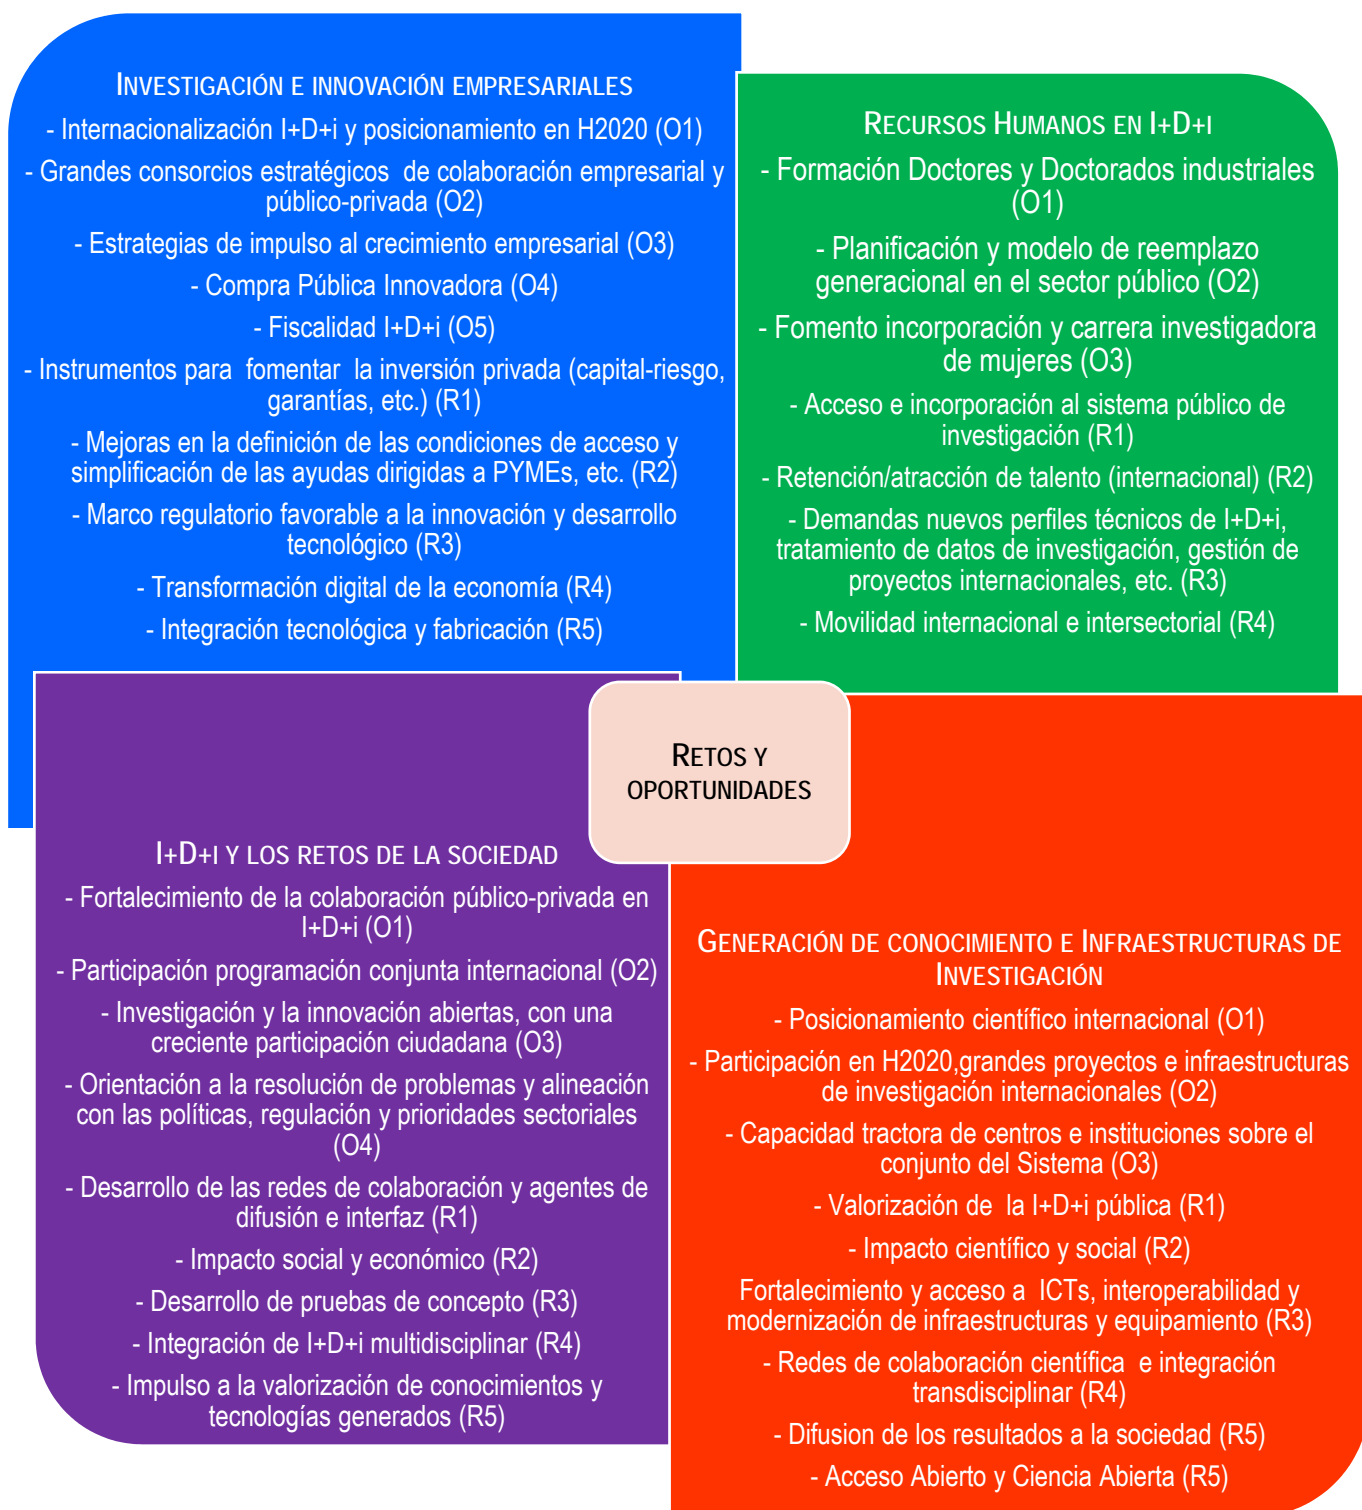 INVESTIGACIÓN E INNOVACIÓN EMPRESARIALES
- Internacionalización I+D+i y posicionamiento en H2020 (O1)
- Grandes consorcios estratégicos  de colaboración empresarial y
público-privada (O2)
- Estrategias de impulso al crecimiento empresarial (O3)
- Compra Pública Innovadora (O4)
- Fiscalidad I+D+i (O5)
- Instrumentos para  fomentar  la inversión privada (capital-riesgo,
garantías, etc.) (R1)
- Mejoras en la definición de las condiciones de acceso y
simplificación de las ayudas dirigidas a PYMEs, etc. (R2)
- Marco regulatorio favorable a la innovación y desarrollo
tecnológico (R3)
- Transformación digital de la economía (R4)
- Integración tecnológica y fabricación (R5)
RECURSOS HUMANOS EN I+D+I
- Formación Doctores y Doctorados industriales
(O1)
- Planificación y modelo de reemplazo
generacional en el sector público (O2)
- Fomento incorporación y carrera investigadora
de mujeres (O3)
- Acceso e incorporación al sistema público de
investigación (R1)
- Retención/atracción de talento (internacional) (R2)
- Demandas nuevos perfiles técnicos de I+D+i,
tratamiento de datos de investigación, gestión de
proyectos internacionales, etc. (R3)
- Movilidad internacional e intersectorial (R4)
RETOS Y
OPORTUNIDADES
I+D+I Y LOS RETOS DE LA SOCIEDAD
- Fortalecimiento de la colaboración público-privada en
I+D+i (O1)
- Participación programación conjunta internacional (O2)
- Investigación y la innovación abiertas, con una
creciente participación ciudadana (O3)
- Orientación a la resolución de problemas y alineación
con las políticas, regulación y prioridades sectoriales
(O4)
- Desarrollo de las redes de colaboración y agentes de
difusión e interfaz (R1)
- Impacto social y económico (R2)
- Desarrollo de pruebas de concepto (R3)
- Integración de I+D+i multidisciplinar (R4)
- Impulso a la valorización de conocimientos y
tecnologías generados (R5)
GENERACIÓN DE CONOCIMIENTO E INFRAESTRUCTURAS DE
INVESTIGACIÓN
- Posicionamiento científico internacional (O1)
- Participación en H2020,grandes proyectos e infraestructuras
de investigación internacionales (O2)
- Capacidad tractora de centros e instituciones sobre el
conjunto del Sistema (O3)
- Valorización de  la I+D+i pública (R1)
- Impacto científico y social (R2)
Fortalecimiento y acceso a  ICTs, interoperabilidad y
modernización de infraestructuras y equipamiento (R3)
- Redes de colaboración científica  e integración
transdisciplinar (R4)
- Difusion de los resultados a la sociedad (R5)
- Acceso Abierto y Ciencia Abierta (R5)